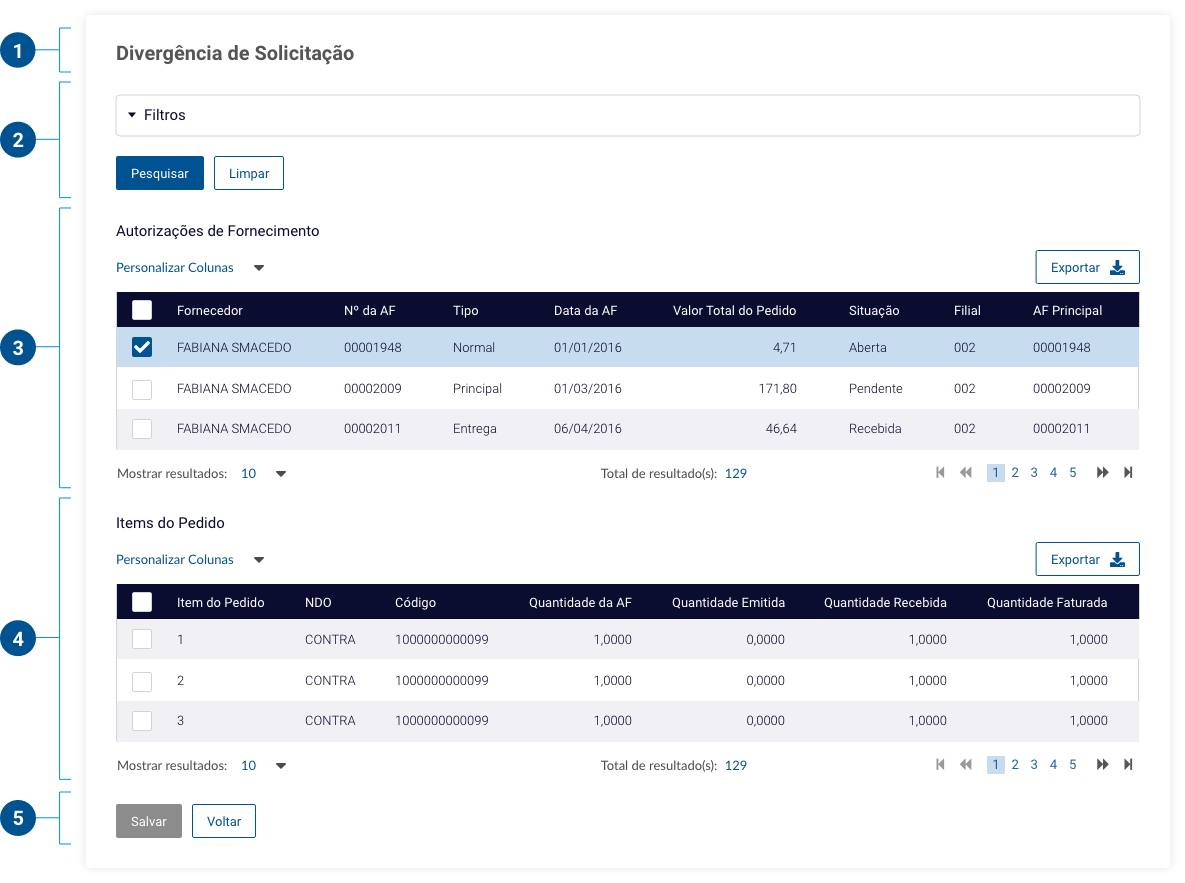 1
Divergência de Solicitação
2
Filtros
Pesquisar Limpar
3
Autorizações de Fornecimento
Personalizar Colunas Exportar
Fornecedor Nº da AF Tipo Data da AF Valor Total do Pedido Situação Filial AF Principal
FABIANA SMACEDO 00001948 Normal 01/01/2016 4,71 Aberta 002 00001948
FABIANA SMACEDO 00002009 Principal 01/03/2016 171,80 Pendente 002 00002009
FABIANA SMACEDO 00002011 Entrega 06/04/2016 46,64 Recebida 002 00002011
Mostrar resultados: 10 Total de resultado(s): 129 1 2 3 4 5
4
Items do Pedido
Personalizar Colunas Exportar
Item do Pedido NDO Código Quantidade da AF Quantidade Emitida Quantidade Recebida Quantidade Faturada
1 CONTRA 1000000000099 1,0000 0,0000 1,0000 1,0000
2 CONTRA 1000000000099 1,0000 0,0000 1,0000 1,0000
3 CONTRA 1000000000099 1,0000 0,0000 1,0000 1,0000
Mostrar resultados: 10 Total de resultado(s): 129 1 2 3 4 5
5
Salvar Voltar